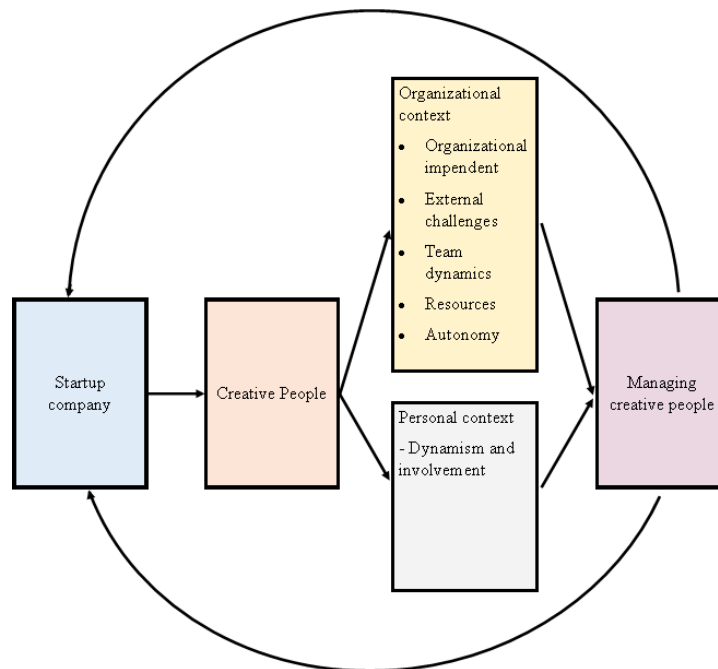 Organizational
context
• Organizational
impendent
• External
challenges
• Team
dynamics
• Resources
• Autonomy
Startup
company
Creative People
Managing
creative people
Personal context
- Dynamism and
involvement